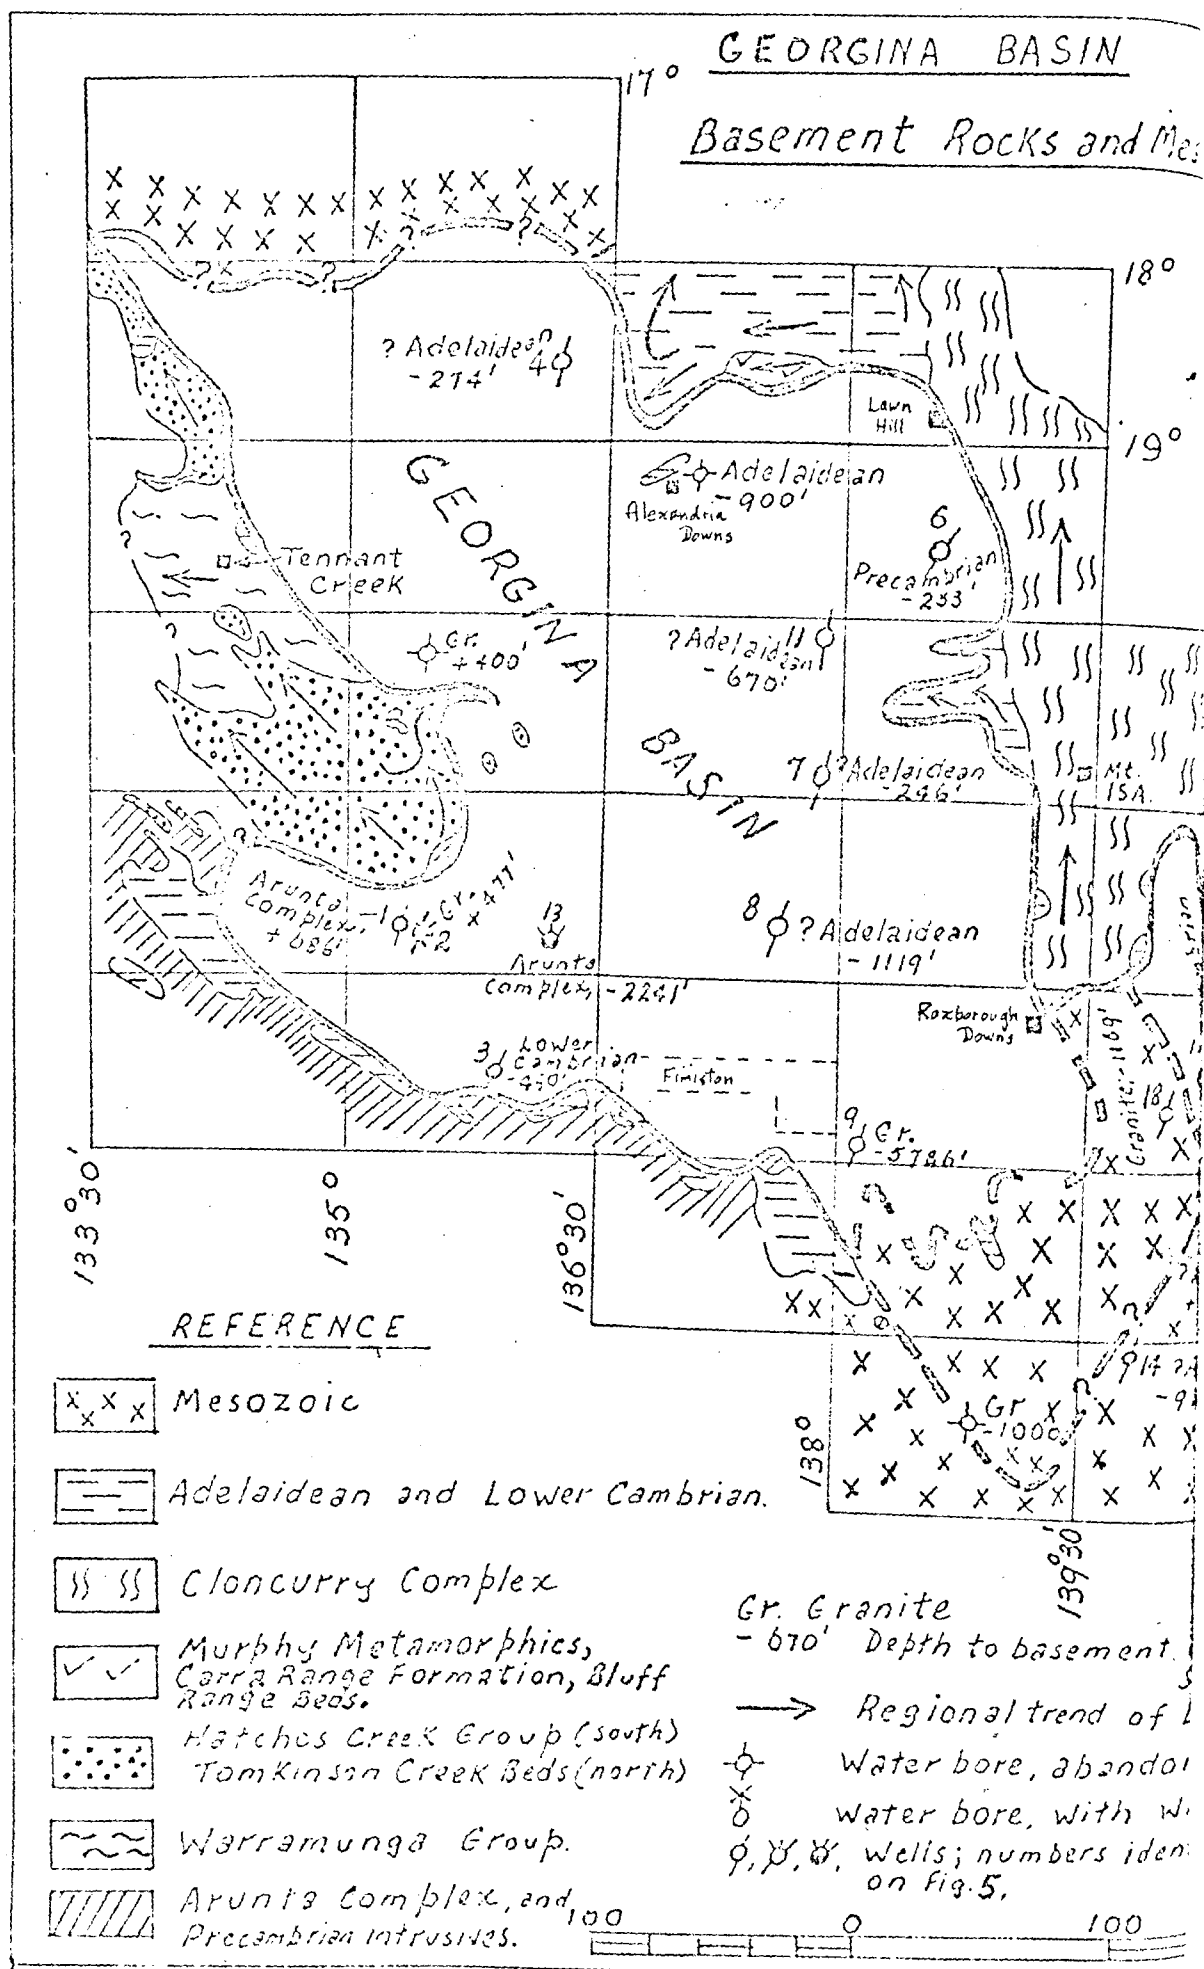 GEORGINA BASIN
17°
Basement Rocks and Mes
18°
? Adelaidean
-274'
4
Lawn
Hill
19°
GEORGINA
BASIN
Adelaidean
-900'
Alexandria
Downs
6
Precambrian
-253'
Tennant
Creek
Gr.
+400'
? Adelaidean
-670'
11
7
? Adelaidean
-246'
Mt.
ISA.
Arunta
Complex,
+686'
1
2
Gr.
477'
13
Arunta
Complex, -2241'
8
? Adelaidean
-1119'
Roxborough
Downs
3
Lower
Cambrian
Finiston
9
Gr.
-5786'
Granite, -1169'
18
133°30'
135°
136°30'
138°
139°30'
14 ?A
Gr
-1000
REFERENCE
Mesozoic
Adelaidean and Lower Cambrian.
Cloncurry Complex
Murphy Metamorphics,
Carra Range Formation, Bluff
Range Beds.
Hatches Creek Group (south)
Tomkinson Creek Beds (north)
Warramunga Group.
Arunta Complex, and
Precambrian intrusives.
Gr. Granite
-670' Depth to basement.
Regional trend of
Water bore, abando
Water bore, with w
Wells; numbers iden
on Fig. 5.
100 0 100